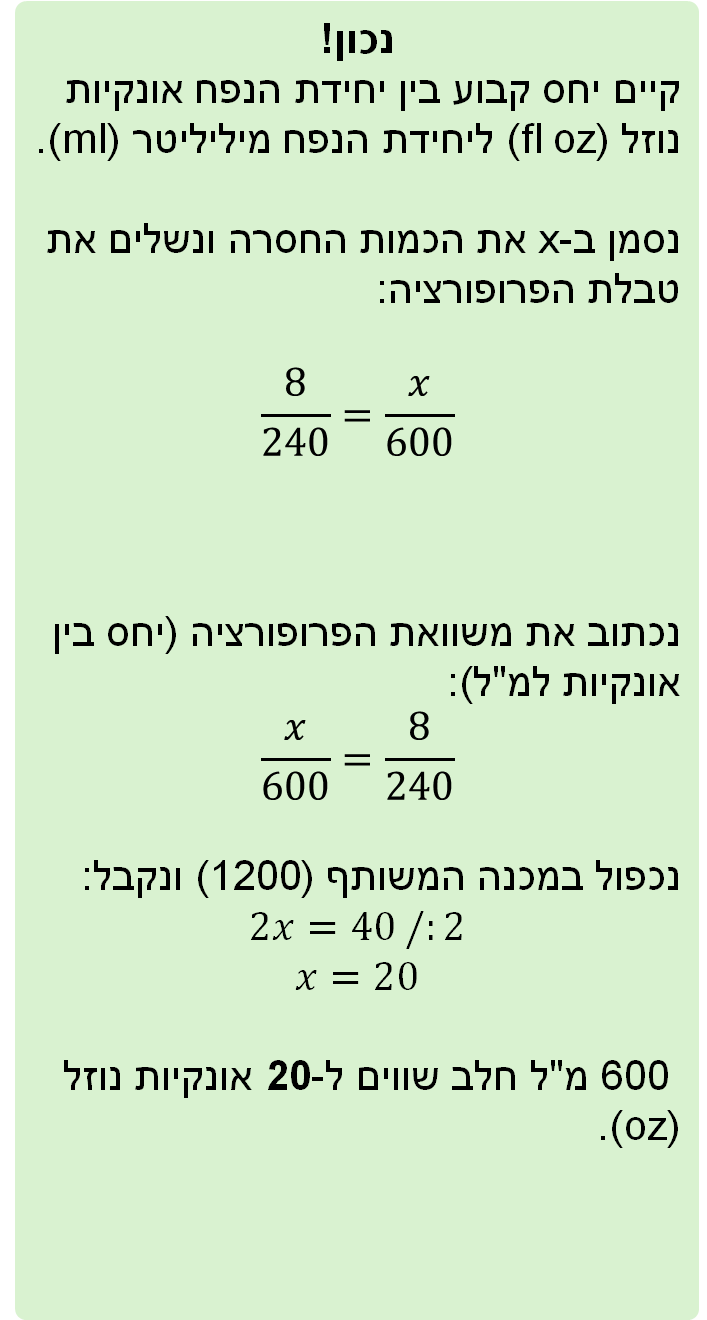 נכון!
קיים יחס קבוע בין יחידת הנפח אונקיות
נוזל (fl oz) ליחידת הנפח מיליליטר (ml).
נסמן ב-x את הכמות החסרה ונשלים את
טבלת הפרופורציה:
8/240 = x/600
נכתוב את משוואת הפרופורציה (יחס בין
אונקיות למ"ל):
x/600 = 8/240
נכפול במכנה המשותף (1200) ונקבל:
2x = 40 /: 2
x = 20
600 מ"ל חלב שווים ל-20 אונקיות נוזל
(oz).